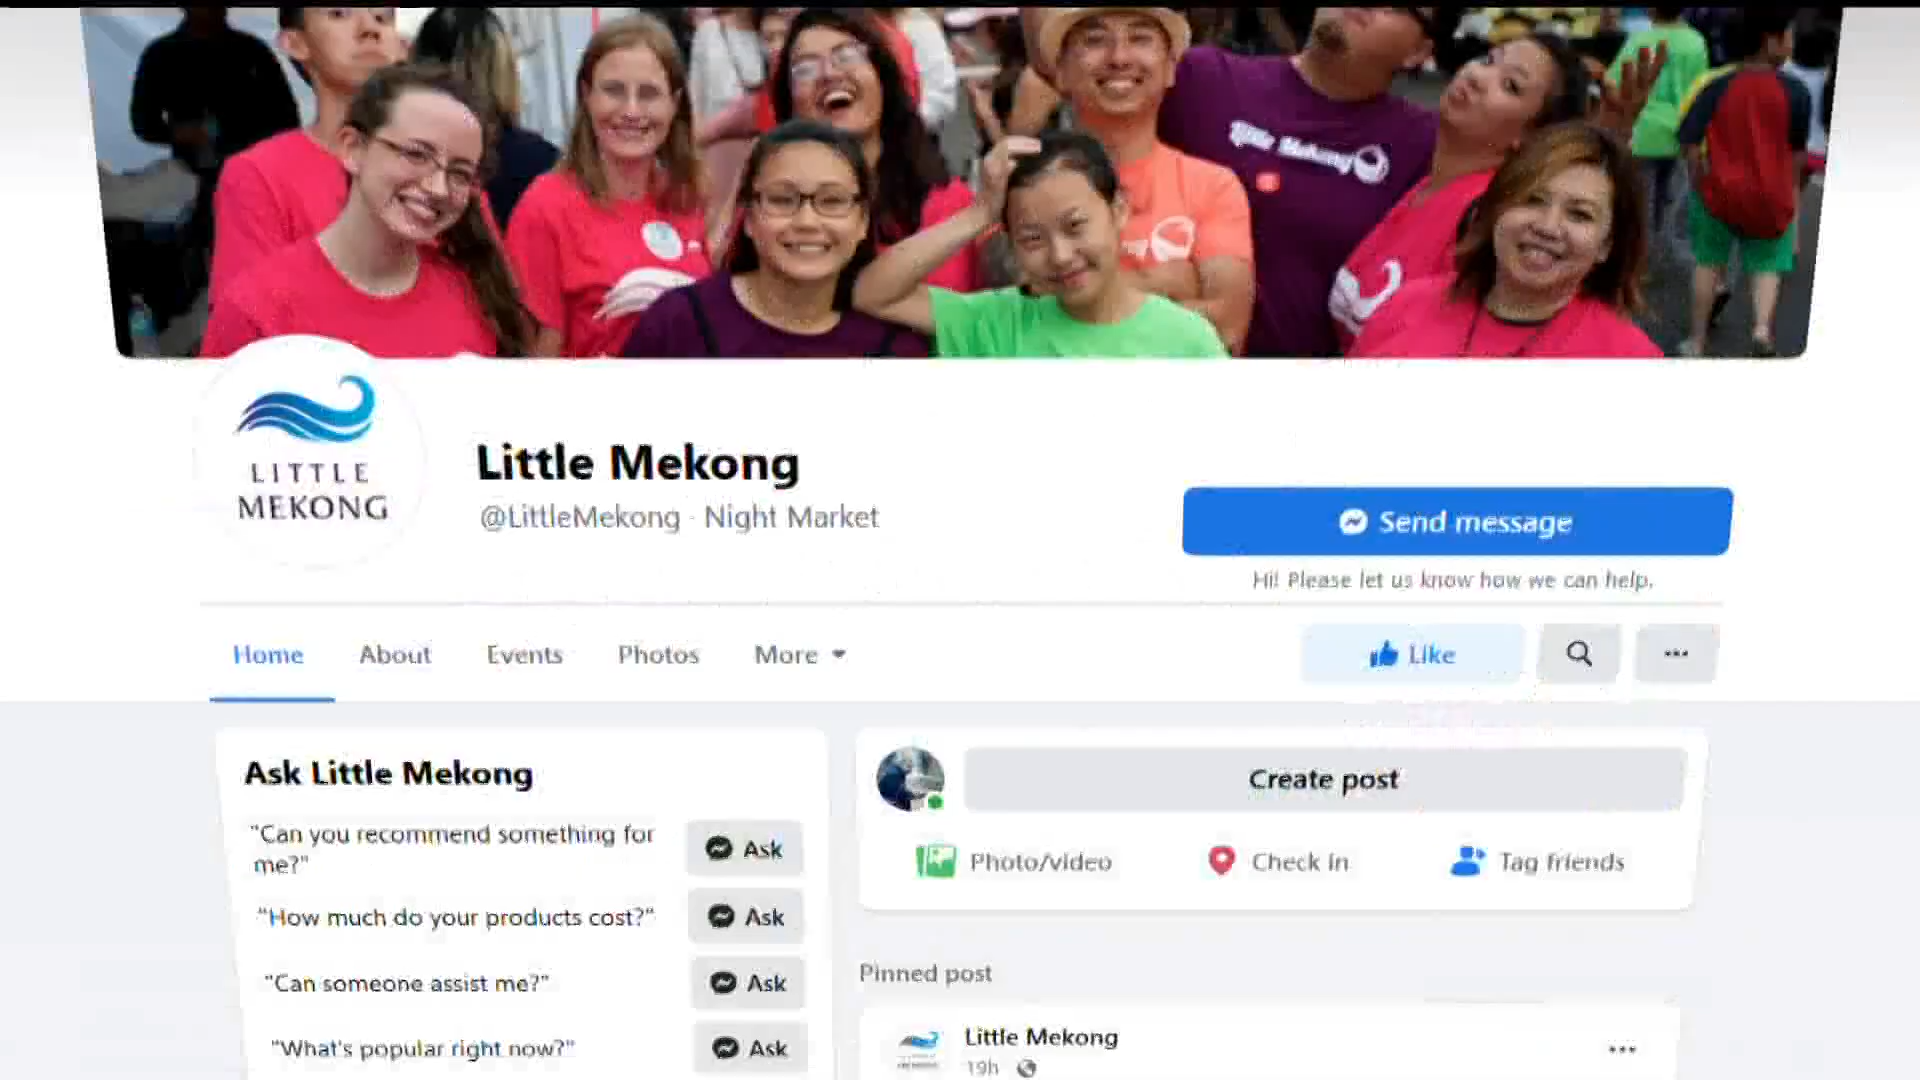 Little Mekong
LITTLE
MEKONG
Little Mekong
@LittleMekong · Night Market
Send message
Hi! Please let us know how we can help.
Home About Events Photos More
Like
Ask Little Mekong
"Can you recommend something for
me?"
Ask
"How much do your products cost?"
Ask
"Can someone assist me?"
Ask
"What's popular right now?"
Ask
Create post
Photo/video Check in Tag friends
Pinned post
Little Mekong
19h